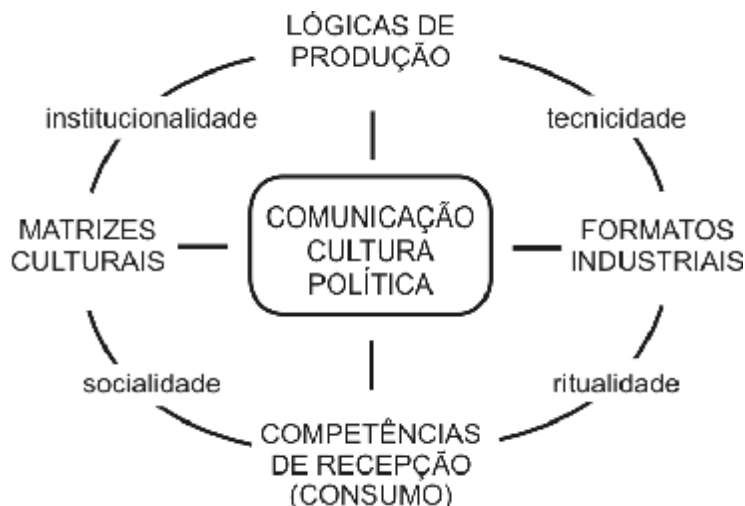 LÓGICAS DE
PRODUÇÃO
institucionalidade
tecnicidade
MATRIZES
CULTURAIS
COMUNICAÇÃO
CULTURA
POLÍTICA
FORMATOS
INDUSTRIAIS
socialidade
ritualidade
COMPETÊNCIAS
DE RECEPÇÃO
(CONSUMO)